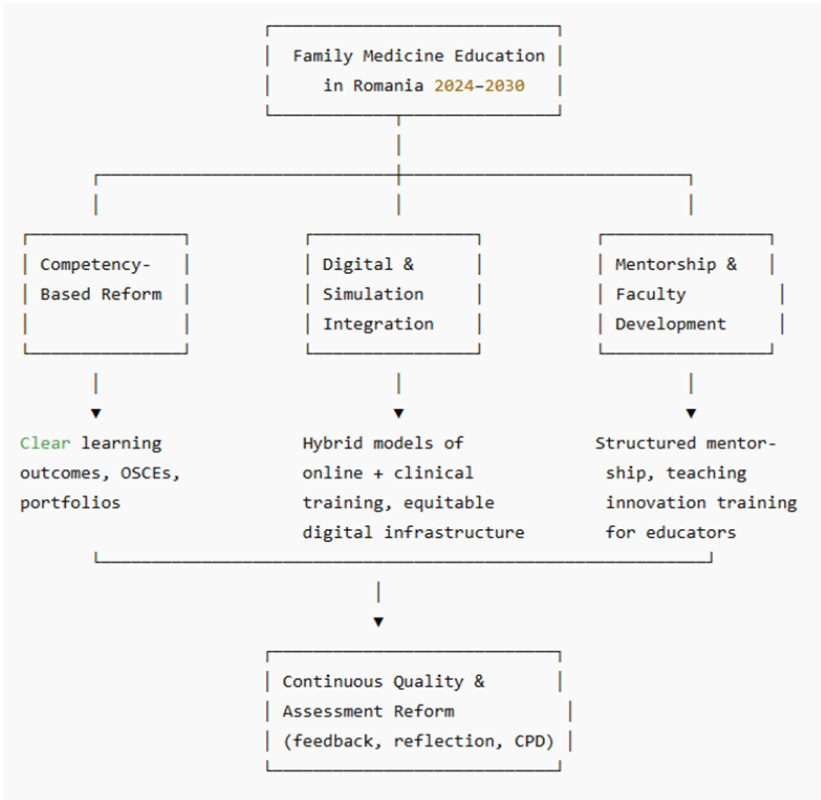 Family Medicine Education
in Romania 2024–2030
Competency-
Based Reform
Digital &
Simulation
Integration
Mentorship &
Faculty
Development
Clear learning
outcomes, OSCEs,
portfolios
Hybrid models of
online + clinical
training, equitable
digital infrastructure
Structured mentor-
ship, teaching
innovation training
for educators
Continuous Quality &
Assessment Reform
(feedback, reflection, CPD)